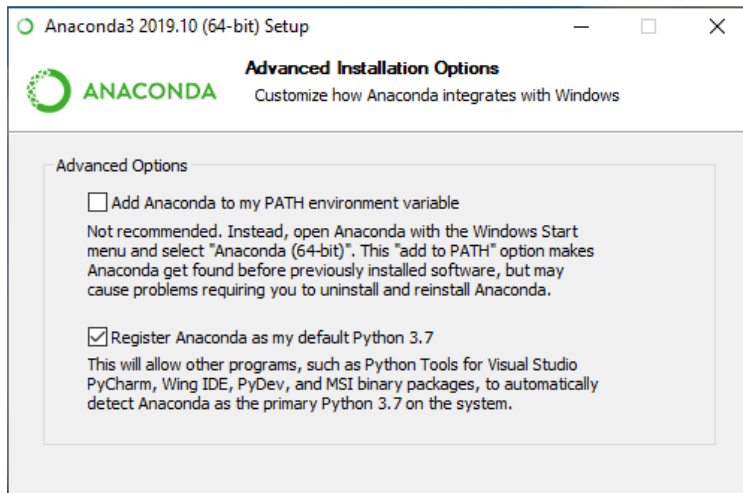 Anaconda3 2019.10 (64-bit) Setup
Advanced Installation Options
ANACONDA
Customize how Anaconda integrates with Windows
Advanced Options
Add Anaconda to my PATH environment variable
Not recommended. Instead, open Anaconda with the Windows Start
menu and select "Anaconda (64-bit)". This "add to PATH" option makes
Anaconda get found before previously installed software, but may
cause problems requiring you to uninstall and reinstall Anaconda.
Register Anaconda as my default Python 3.7
This will allow other programs, such as Python Tools for Visual Studio
PyCharm, Wing IDE, PyDev, and MSI binary packages, to automatically
detect Anaconda as the primary Python 3.7 on the system.